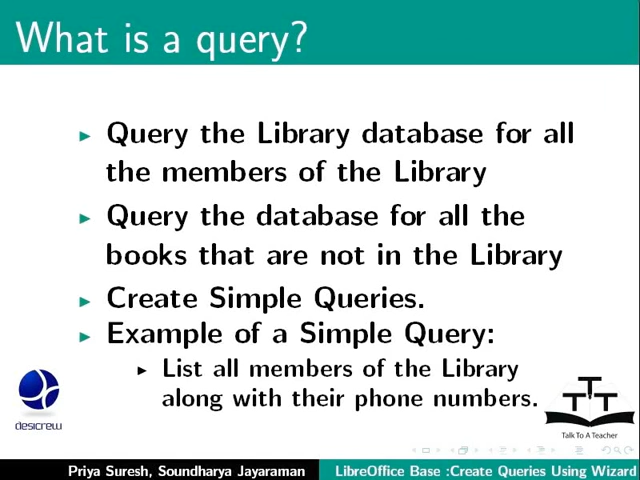 What is a query?
Query the Library database for all
the members of the Library
Query the database for all the
books that are not in the Library
Create Simple Queries.
Example of a Simple Query:
List all members of the Library
along with their phone numbers.
desicrew
TTT
Talk To A Teacher
Priya Suresh, Soundharya Jayaraman
LibreOffice Base :Create Queries Using Wizard